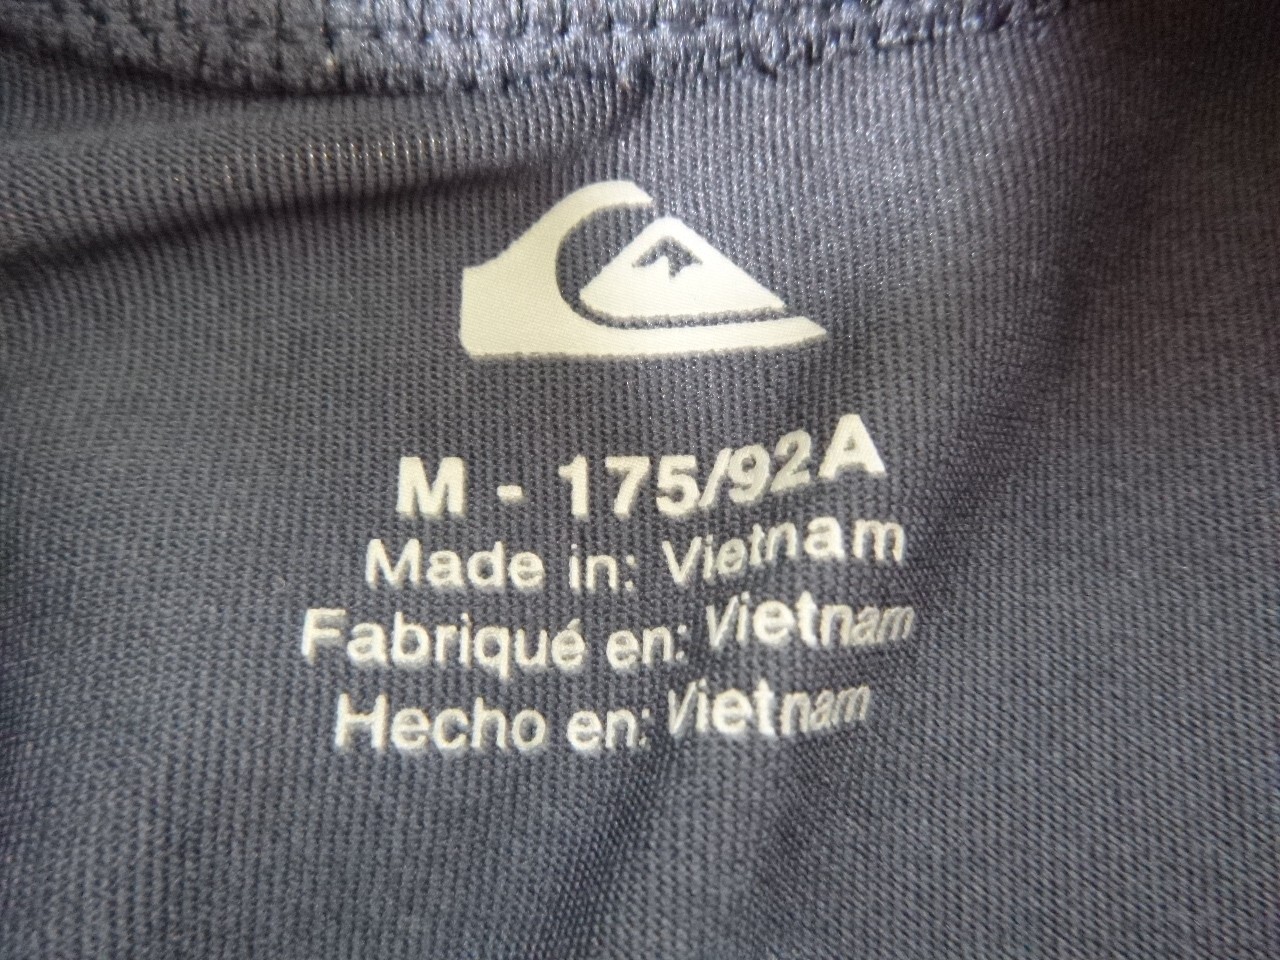 M - 175/92A
Made in: Vietnam
Fabriqué en: Vietnam
Hecho en: Vietnam